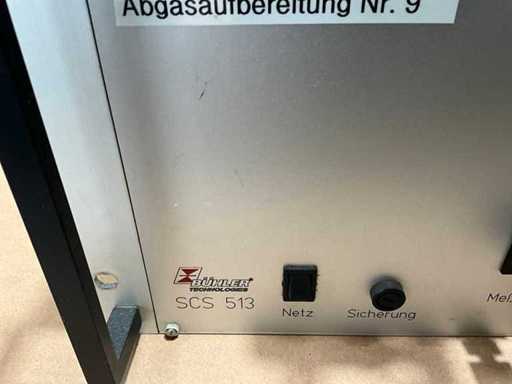 Abgasaufbereitung Nr. 9
BÜHLER
TECHNOLOGIES
SCS 513
Netz
Sicherung